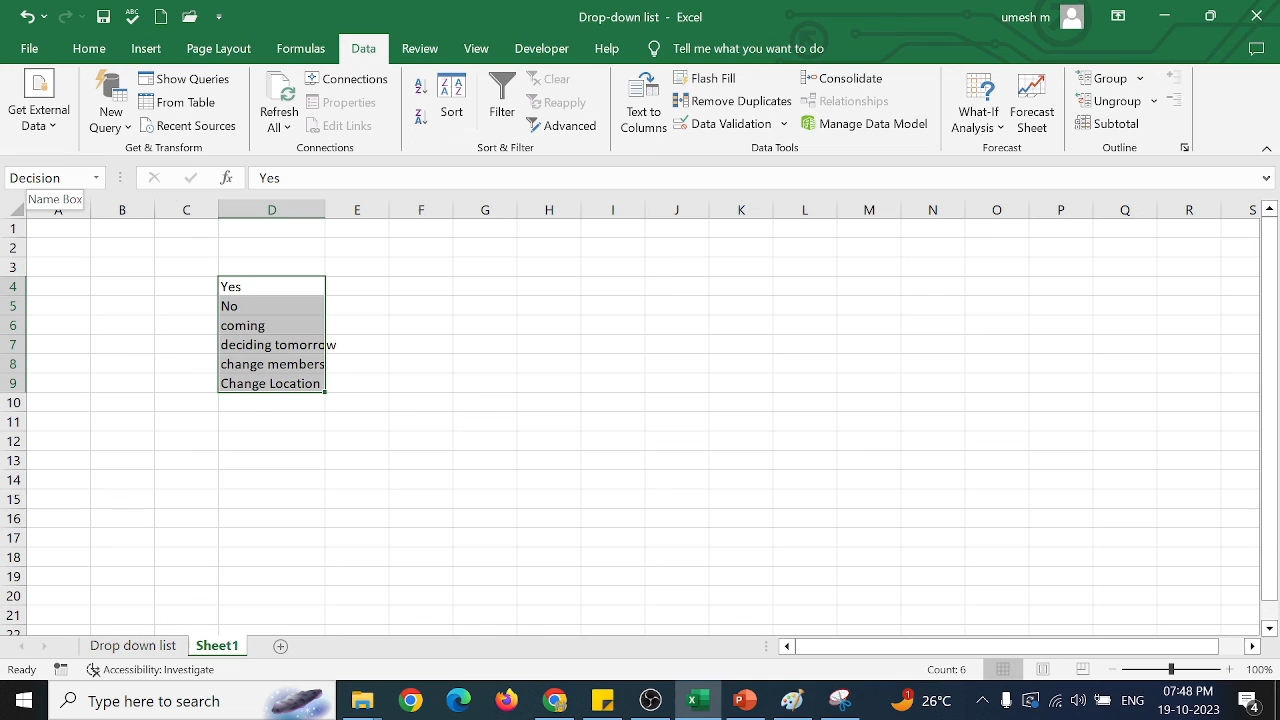 Drop-down list - Excel
umesh m
File Home Insert Page Layout Formulas Data Review View Developer Help Tell me what you want to do
Get External Data
New Query
Show Queries
From Table
Recent Sources
Refresh All
Connections
Properties
Edit Links
Sort
Filter
Clear
Reapply
Advanced
Text to Columns
Flash Fill
Remove Duplicates
Data Validation
Consolidate
Relationships
Manage Data Model
What-If Analysis
Forecast Sheet
Group
Ungroup
Subtotal
Get & Transform
Connections
Sort & Filter
Data Tools
Forecast
Outline
Decision
fx
Yes
Name Box
A B C D E F G H I J K L M N O P Q R S
1
2
3
4 Yes
5 No
6 coming
7 deciding tomorrow
8 change members
9 Change Location
10
11
12
13
14
15
16
17
18
19
20
21
22
Drop down list Sheet1
Ready Accessibility: Investigate Count: 6 100%
Type here to search
26°C
ENG
07:48 PM
19-10-2023
4